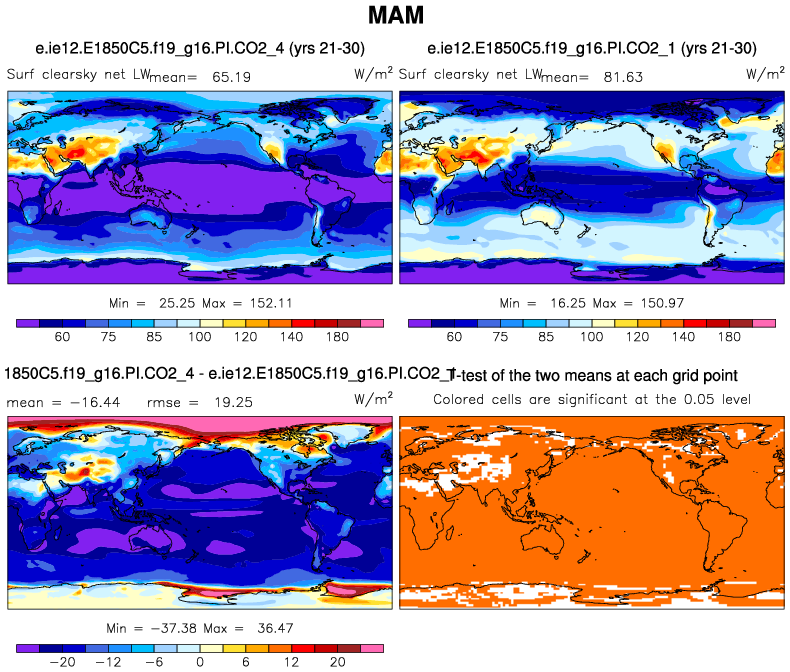 MAM
e.ie12.E1850C5.f19_g16.PI.CO2_4 (yrs 21-30)
Surf clearsky net LW mean= 65.19 W/m²
Min = 25.25 Max = 152.11
60 75 85 100 120 140 180
e.ie12.E1850C5.f19_g16.PI.CO2_1 (yrs 21-30)
Surf clearsky net LW mean= 81.63 W/m²
Min = 16.25 Max = 150.97
60 75 85 100 120 140 180
1850C5.f19_g16.PI.CO2_4 - e.ie12.E1850C5.f19_g16.PI.CO2_1
mean = -16.44 rmse = 19.25 W/m²
Min = -37.38 Max = 36.47
-20 -12 -6 0 6 12 20
T-test of the two means at each grid point
Colored cells are significant at the 0.05 level